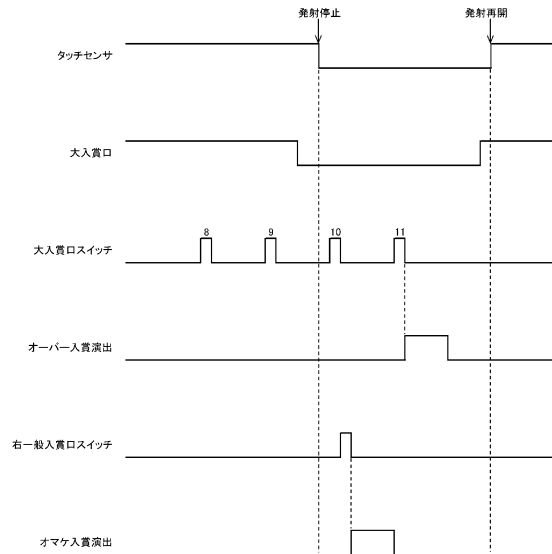 発射停止 発射再開
タッチセンサ
大入賞口
大入賞口スイッチ 8 9 10 11
オーバー入賞演出
右一般入賞口スイッチ
オマケ入賞演出